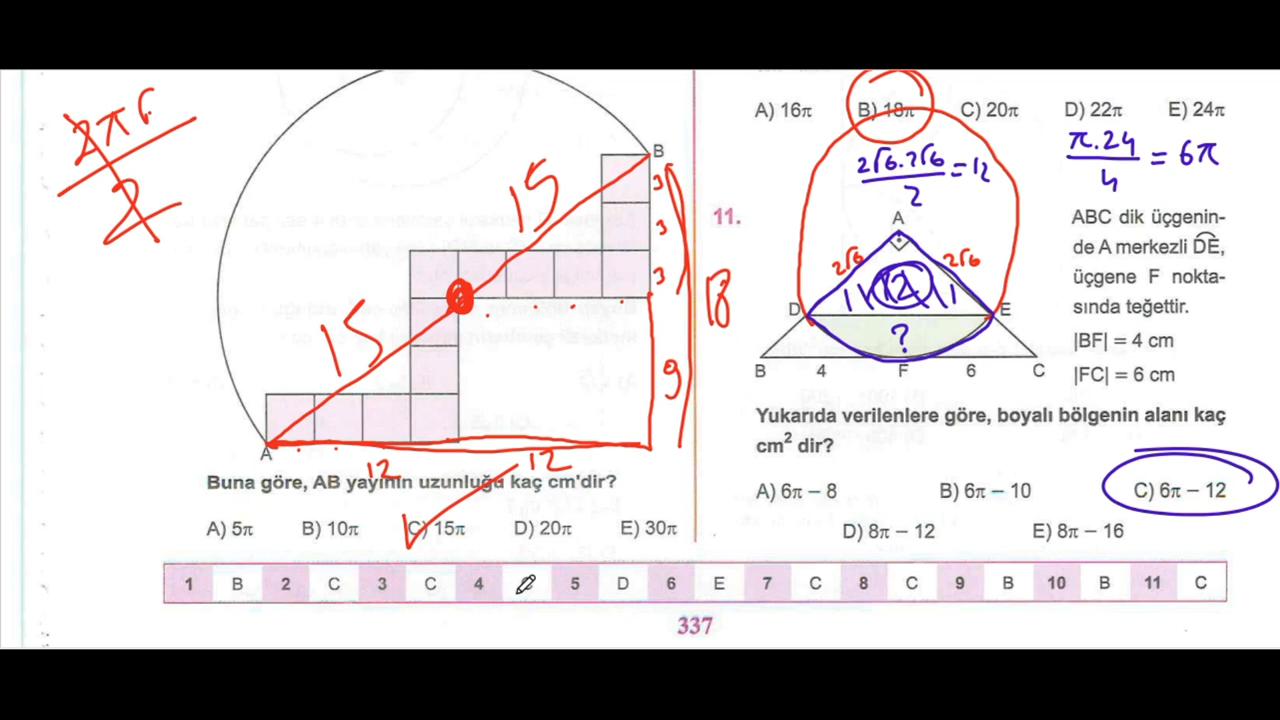 2π6
2
B
3
3
3
15
15
B
9
A
12
12
Buna göre, AB yayının uzunluğu kaç cm'dir?
A) 5π B) 10π C) 15π D) 20π E) 30π
A) 16π B) 18π C) 20π D) 22π E) 24π
2√6.2√6 = 12
2
π.24 = 6π
4
11.
A
2√6 2√6
12
D E
?
B 4 F 6 C
ABC dik üçgenin-
de A merkezli DE,
üçgene F nokta-
sında teğettir.
|BF| = 4 cm
|FC| = 6 cm
Yukarıda verilenlere göre, boyalı bölgenin alanı kaç
cm² dir?
A) 6π – 8 B) 6π – 10 C) 6π – 12
D) 8π – 12 E) 8π – 16
1 B 2 C 3 C 4 5 D 6 E 7 C 8 C 9 B 10 B 11 C
337